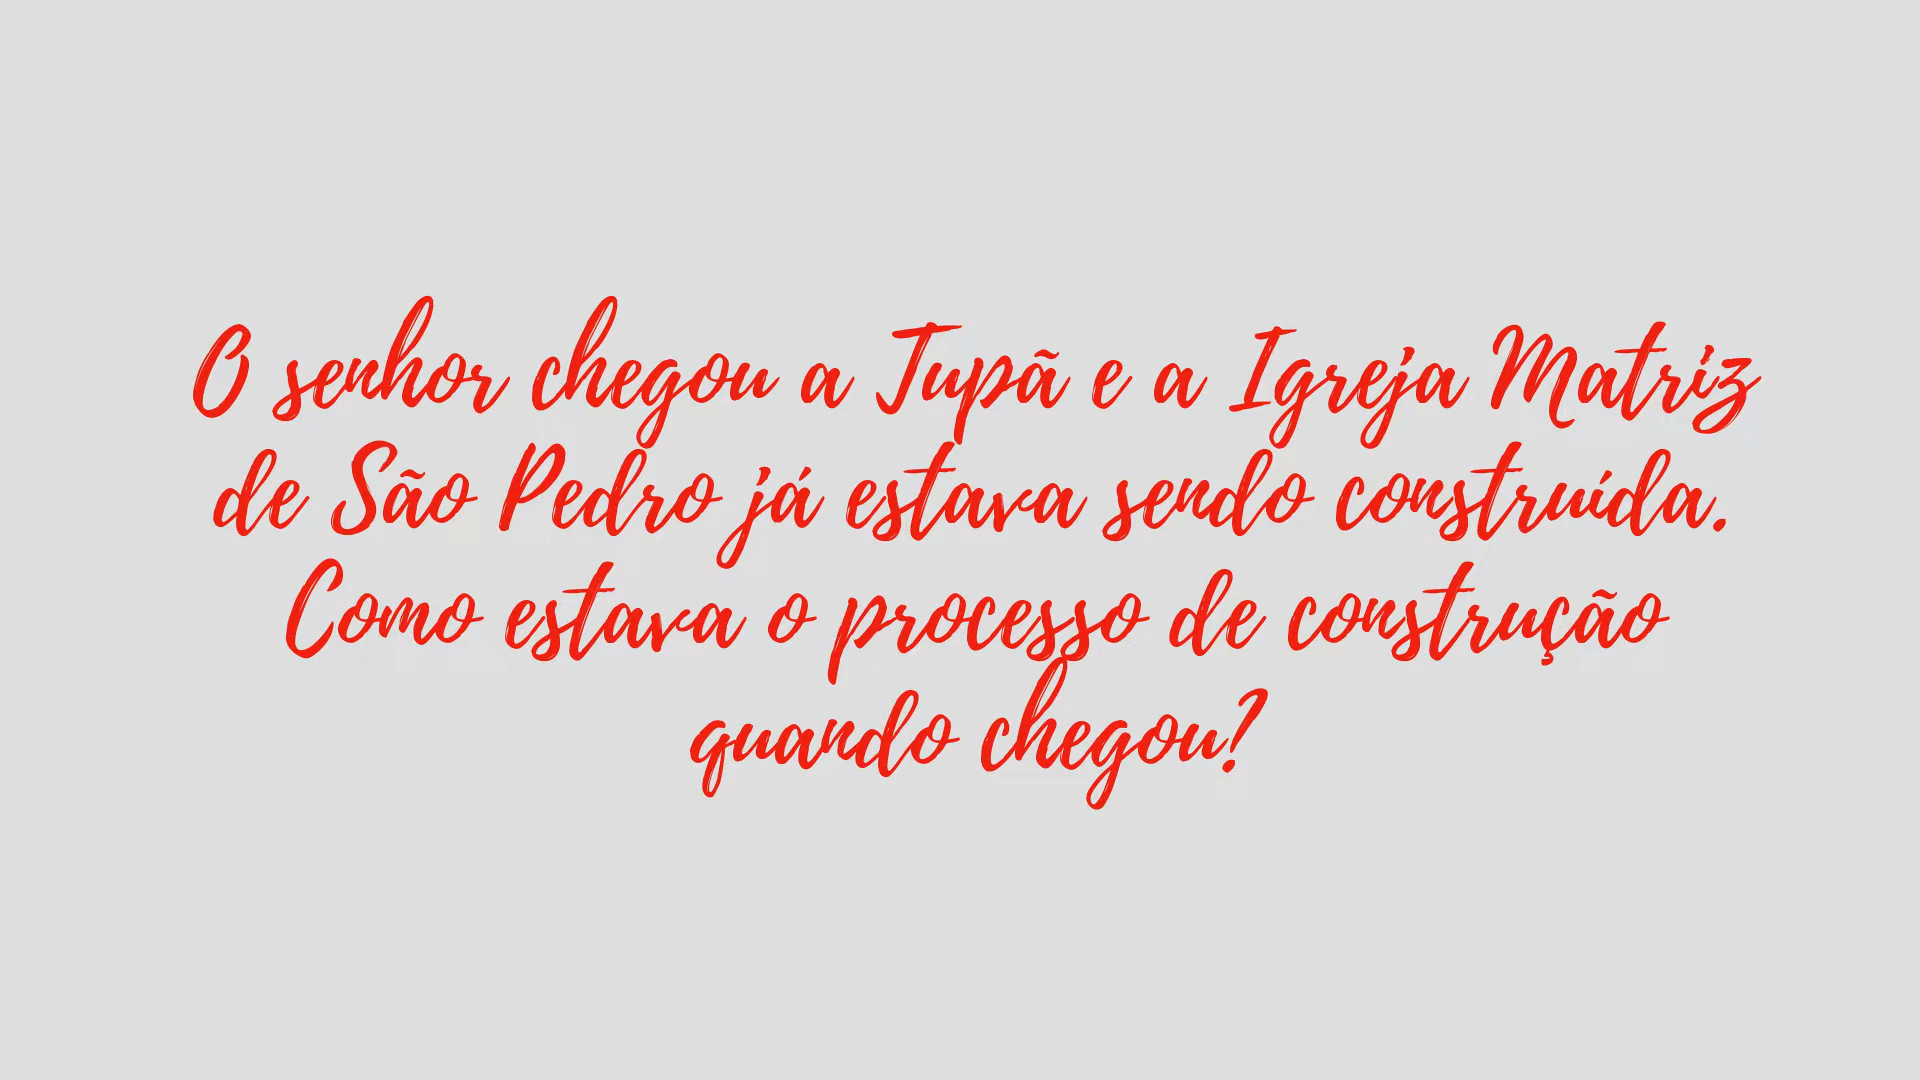 O senhor chegou a Tupã e a Igreja Matriz
de São Pedro já estava sendo construída.
Como estava o processo de construção
quando chegou?